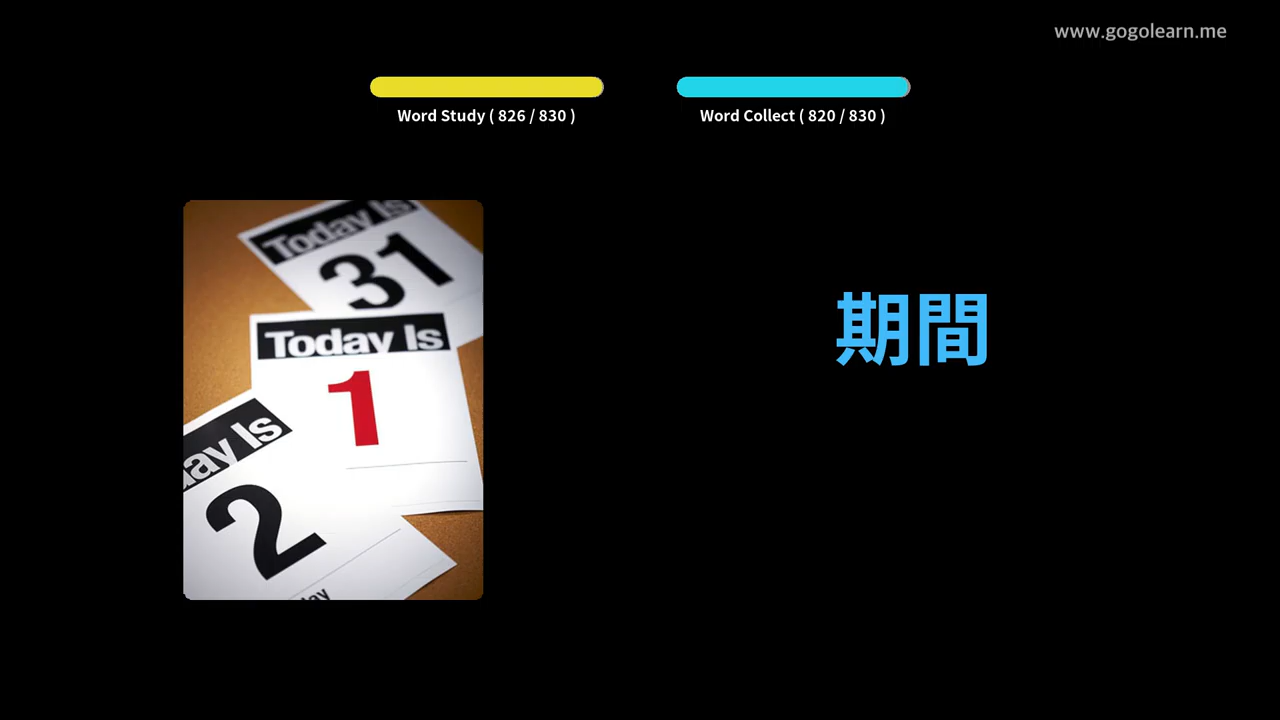 www.gogolearn.me
Word Study ( 826 / 830 )
Word Collect ( 820 / 830 )
Today Is
31
Today Is
1
ay Is
2
期間